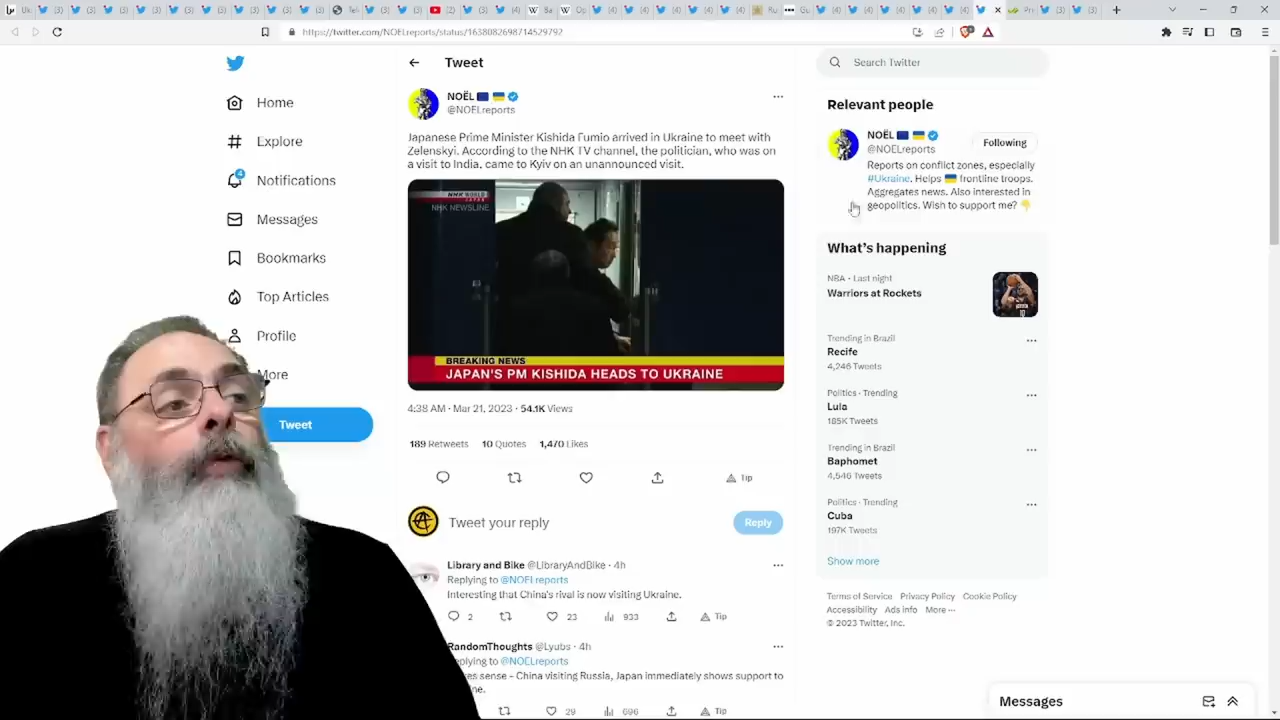 https://twitter.com/NOELreports/status/1638082698714529792
Home
Explore
4
Notifications
Messages
Bookmarks
Top Articles
Profile
More
Tweet
Tweet
NOËL
@NOELreports
Japanese Prime Minister Kishida Fumio arrived in Ukraine to meet with
Zelenskyi. According to the NHK TV channel, the politician, who was on
a visit to India, came to Kyiv on an unannounced visit.
NHK WORLD
JAPAN
NHK NEWSLINE
BREAKING NEWS
JAPAN'S PM KISHIDA HEADS TO UKRAINE
4:38 AM · Mar 21, 2023 · 54.1K Views
189 Retweets 10 Quotes 1,470 Likes
Tip
Tweet your reply
Reply
Library and Bike @LibraryAndBike · 4h
Replying to @NOELreports
Interesting that China's rival is now visiting Ukraine.
2 23 933 Tip
RandomThoughts @Lyubs · 4h
eplying to @NOELreports
es sense - China visiting Russia, Japan immediately shows support to
ne.
29 696 Tip
Search Twitter
Relevant people
NOËL
@NOELreports
Following
Reports on conflict zones, especially
#Ukraine. Helps frontline troops.
Aggregates news. Also interested in
geopolitics. Wish to support me?
What's happening
NBA · Last night
Warriors at Rockets
Trending in Brazil
Recife
4,246 Tweets
Politics · Trending
Lula
185K Tweets
Trending in Brazil
Baphomet
4,546 Tweets
Politics · Trending
Cuba
197K Tweets
Show more
Terms of Service Privacy Policy Cookie Policy
Accessibility Ads info More ···
© 2023 Twitter, Inc.
Messages